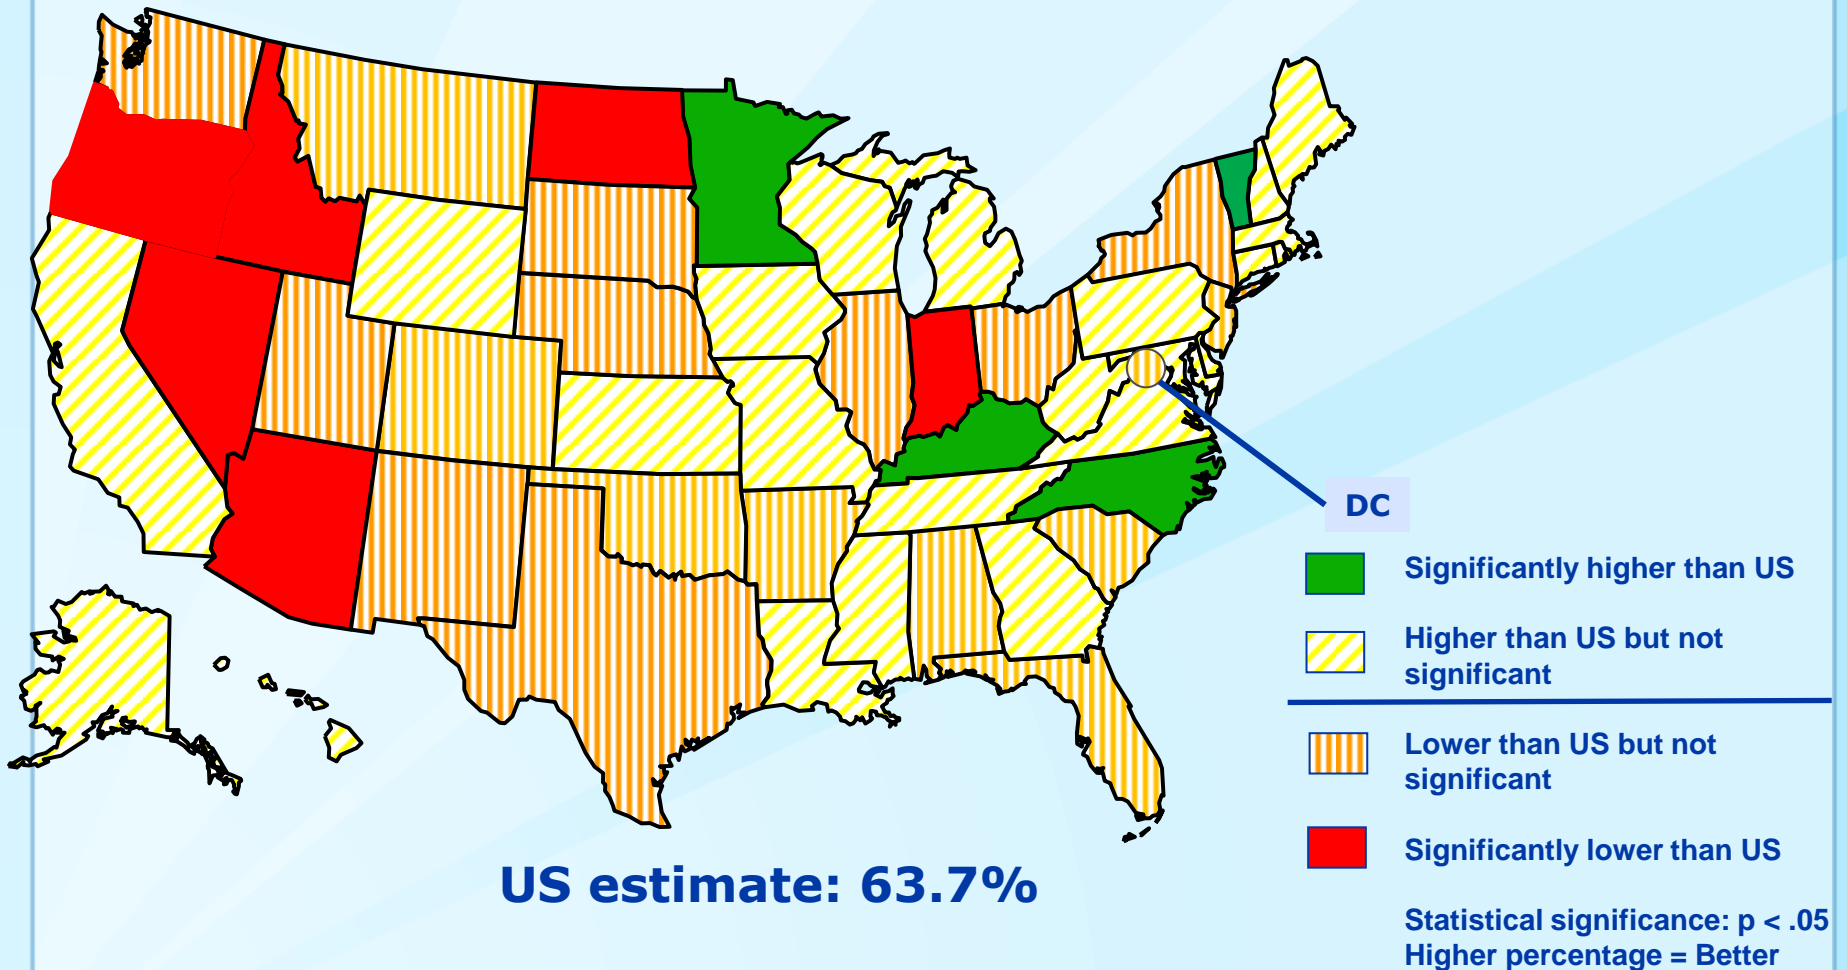 DC
Significantly higher than US
Higher than US but not
significant
Lower than US but not
significant
Significantly lower than US
US estimate: 63.7%
Statistical significance: p < .05
Higher percentage = Better